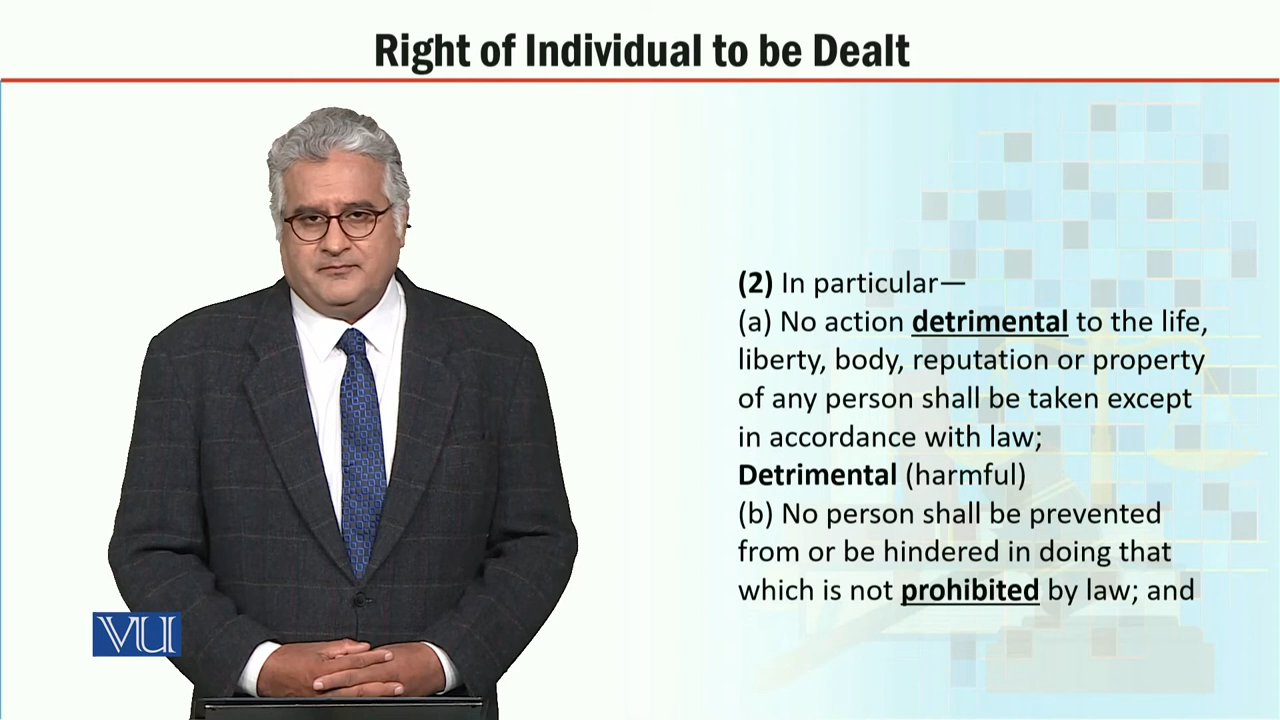 Right of Individual to be Dealt
(2) In particular—
(a) No action detrimental to the life,
liberty, body, reputation or property
of any person shall be taken except
in accordance with law;
Detrimental (harmful)
(b) No person shall be prevented
from or be hindered in doing that
which is not prohibited by law; and
VU